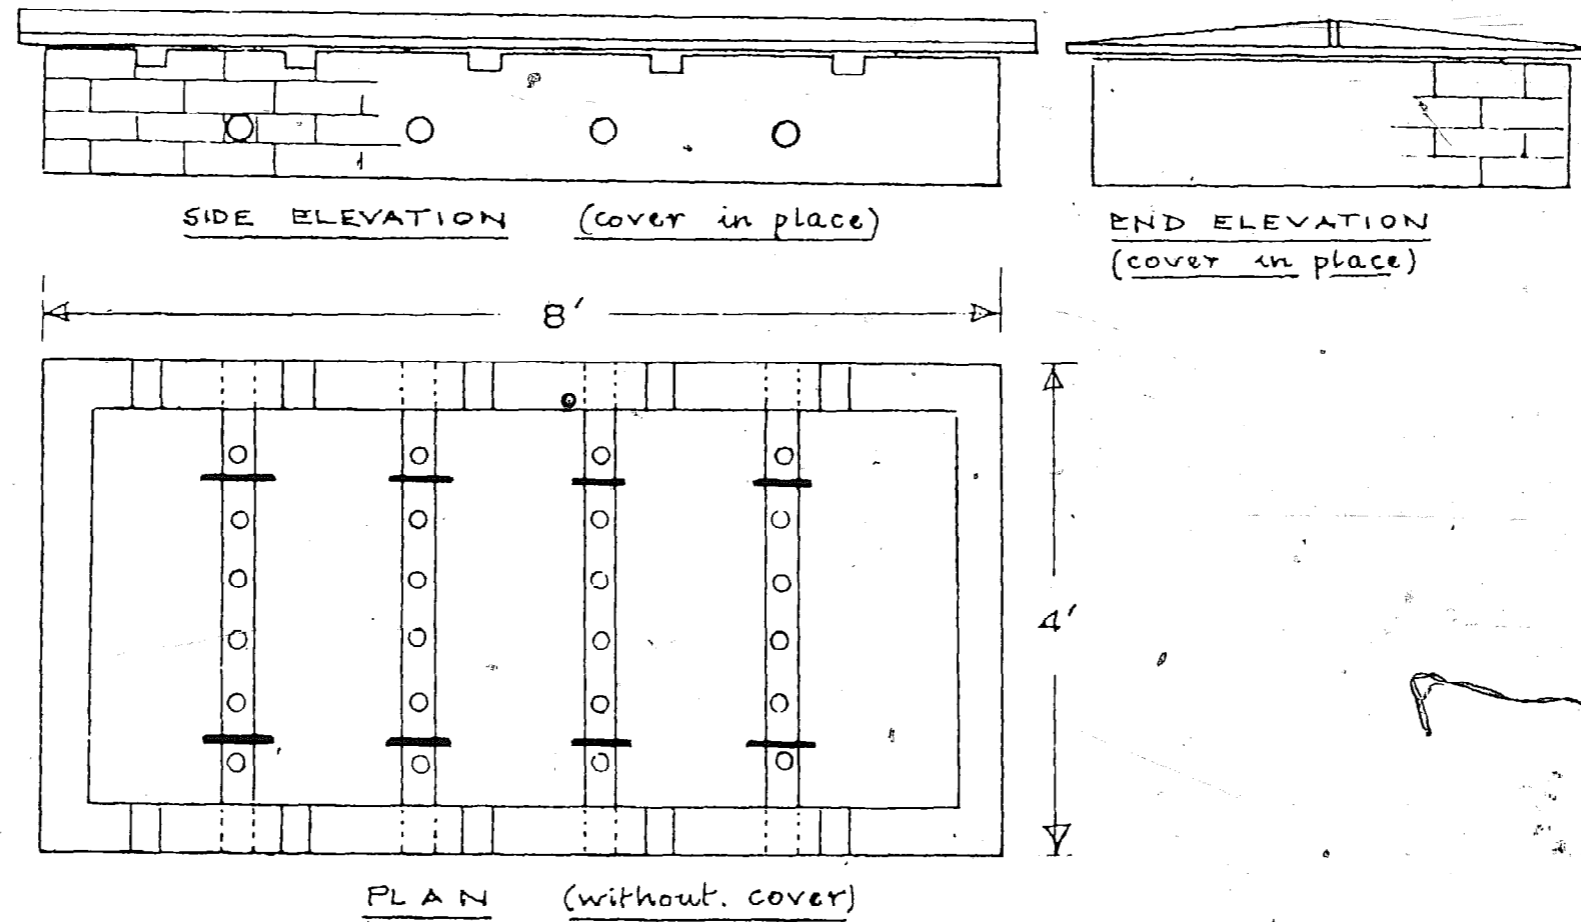 SIDE ELEVATION (cover in place)
END ELEVATION
(cover in place)
8'
4'
PLAN (without. cover)